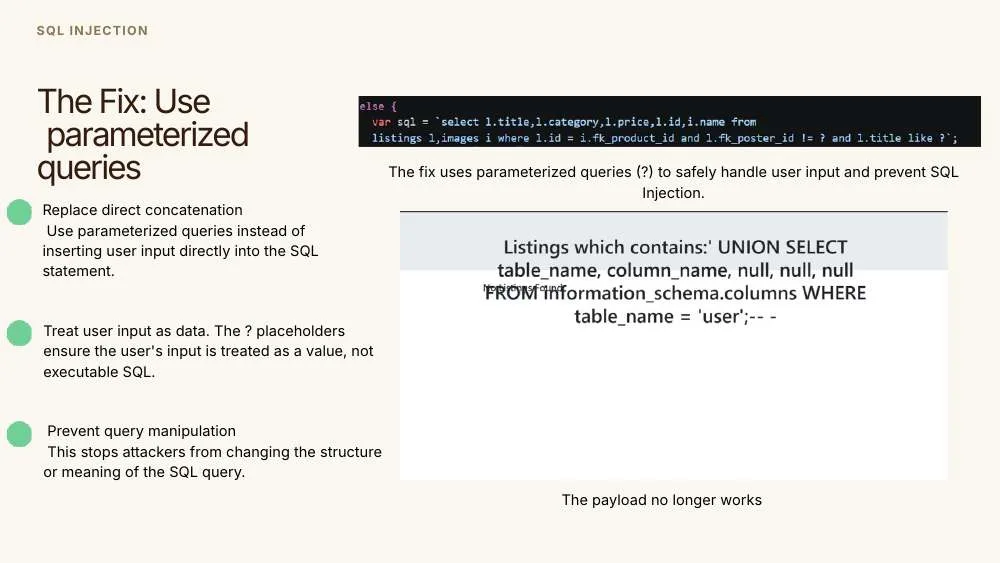 SQL INJECTION
The Fix: Use
parameterized
queries
Replace direct concatenation
Use parameterized queries instead of
inserting user input directly into the SQL
statement.
Treat user input as data. The ? placeholders
ensure the user's input is treated as a value, not
executable SQL.
Prevent query manipulation
This stops attackers from changing the structure
or meaning of the SQL query.
else {
var sql = `select l.title,l.category,l.price,l.id,i.name from
listings l,images i where l.id = i.fk_product_id and l.fk_poster_id != ? and l.title like ?`;
The fix uses parameterized queries (?) to safely handle user input and prevent SQL
Injection.
Listings which contains:' UNION SELECT
table_name, column_name, null, null, null
No Listings Found
FROM information_schema.columns WHERE
table_name = 'user';-- -
The payload no longer works